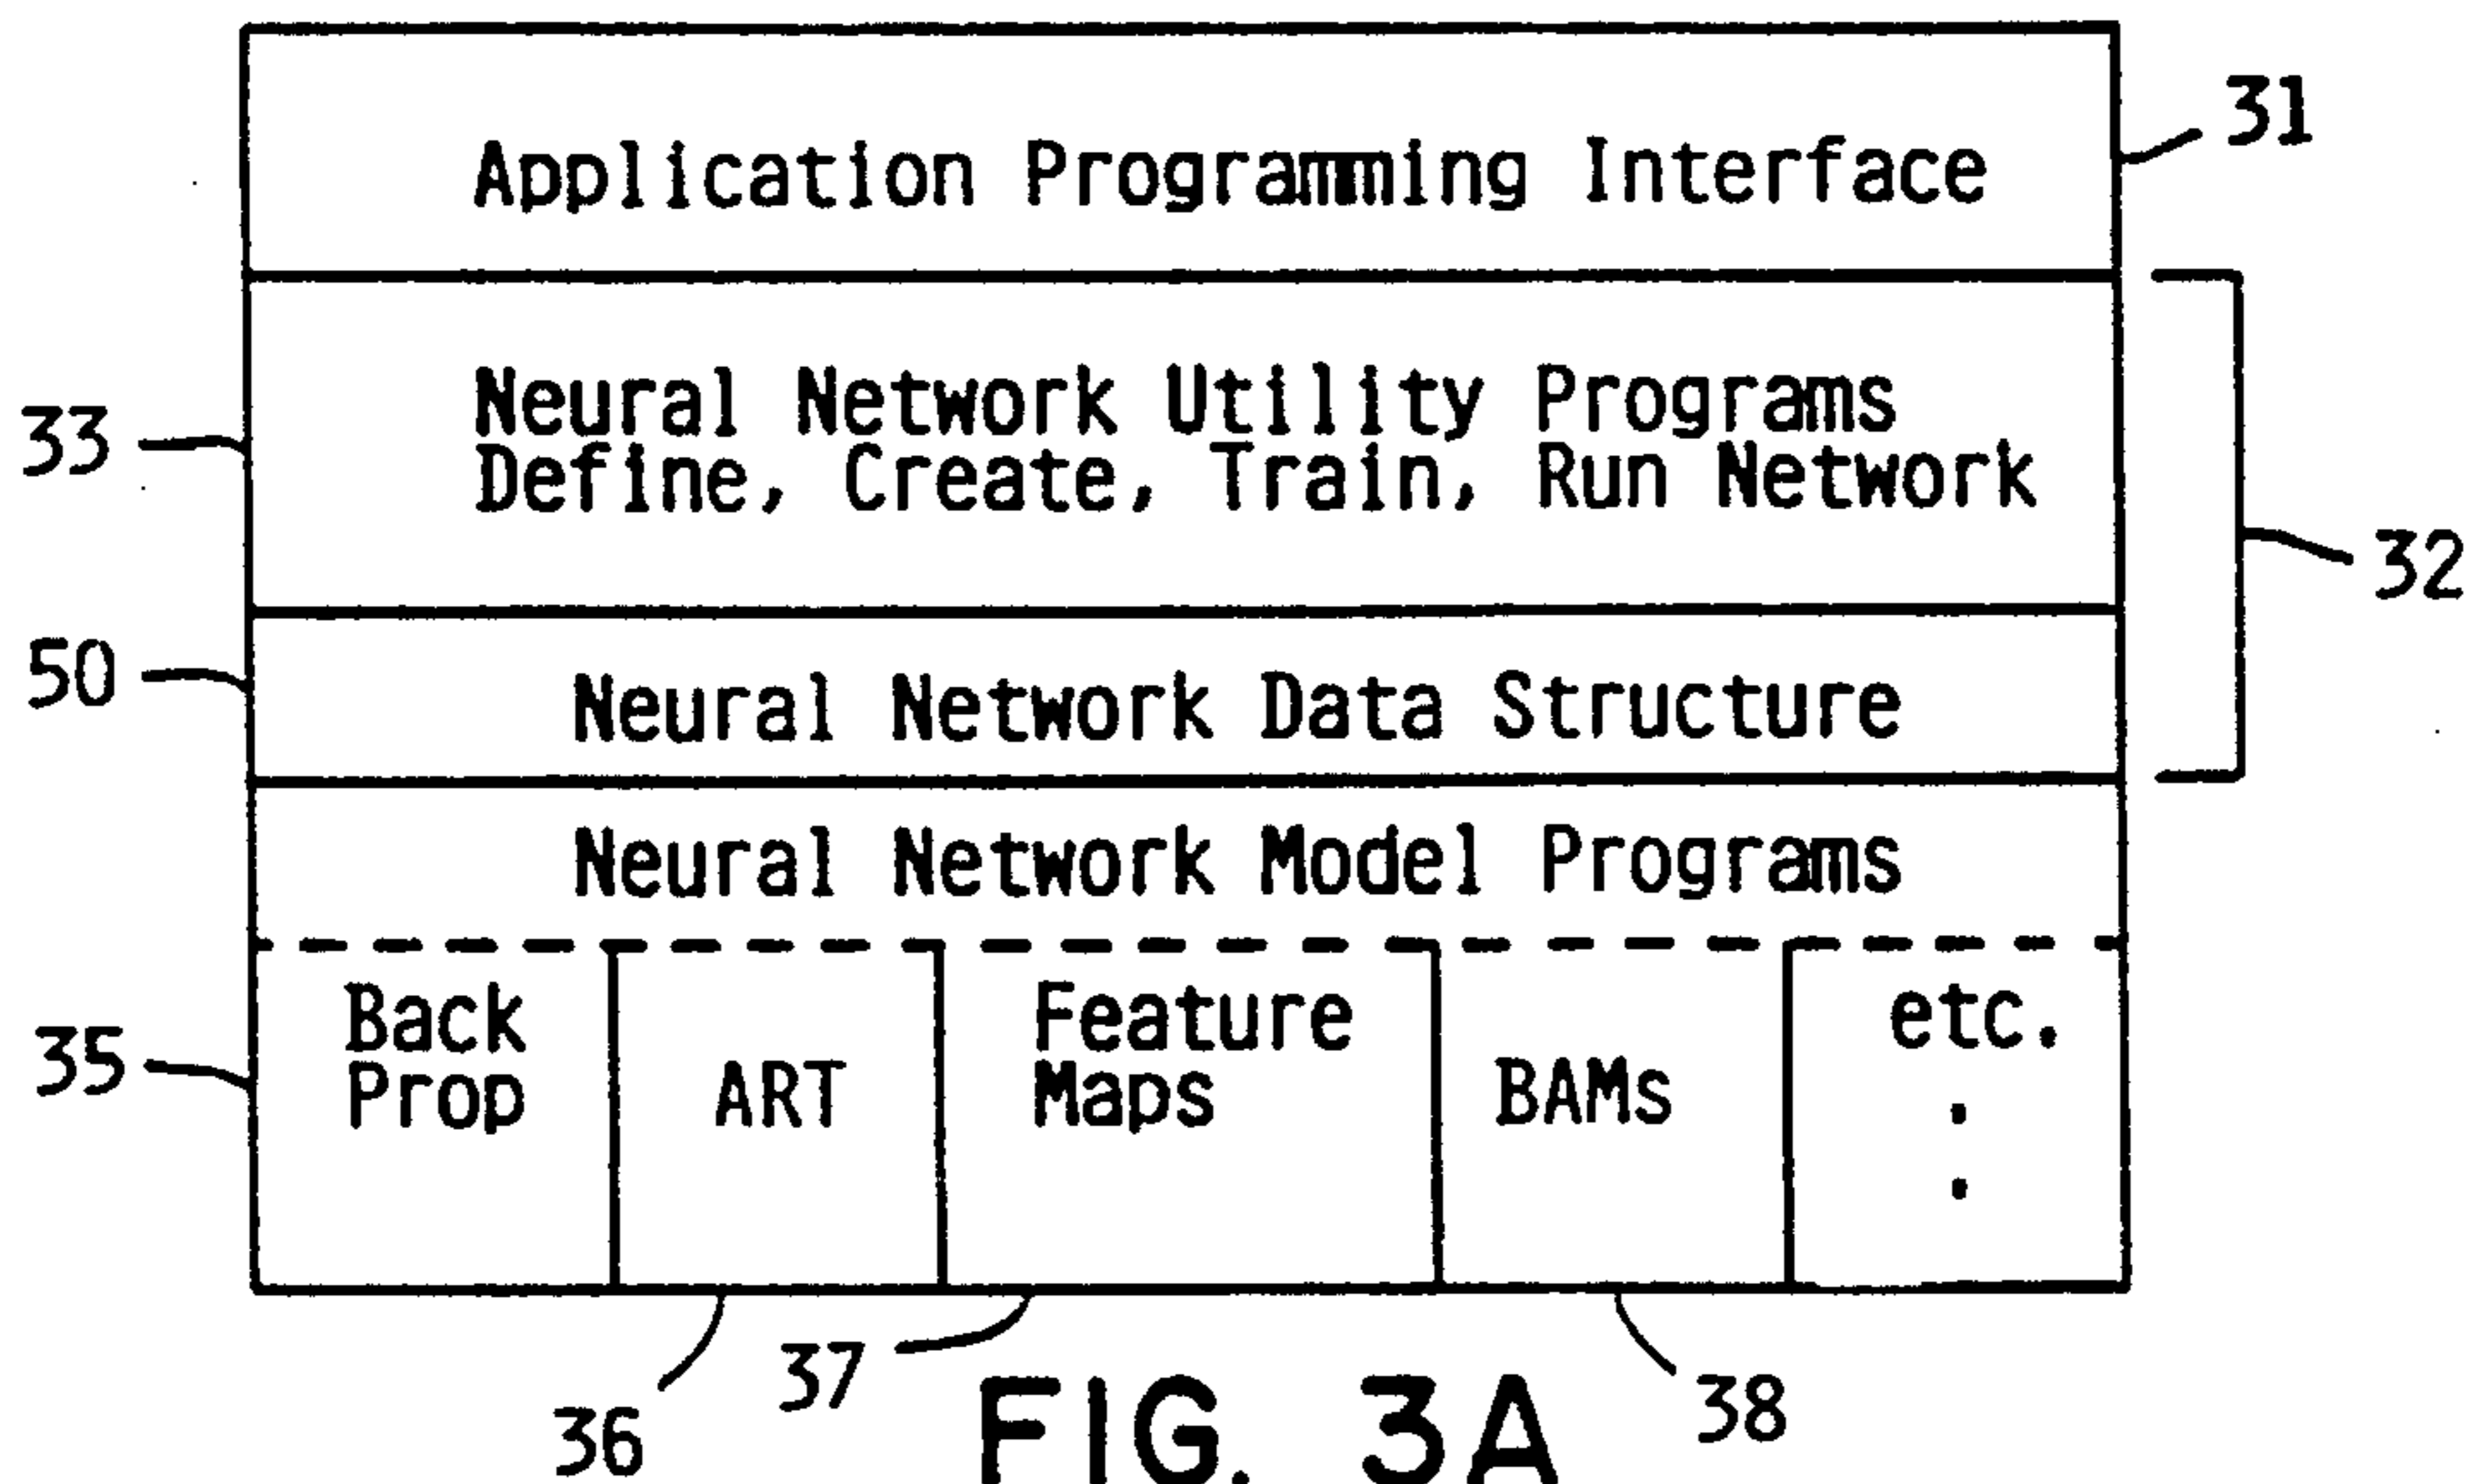 Application Programming Interface
31
Neural Network Utility Programs
Define, Create, Train, Run Network
33
32
50
Neural Network Data Structure
Neural Network Model Programs
35
Back
Prop
ART
Feature
Maps
BAMs
etc.
36
37
38
FIG. 3A